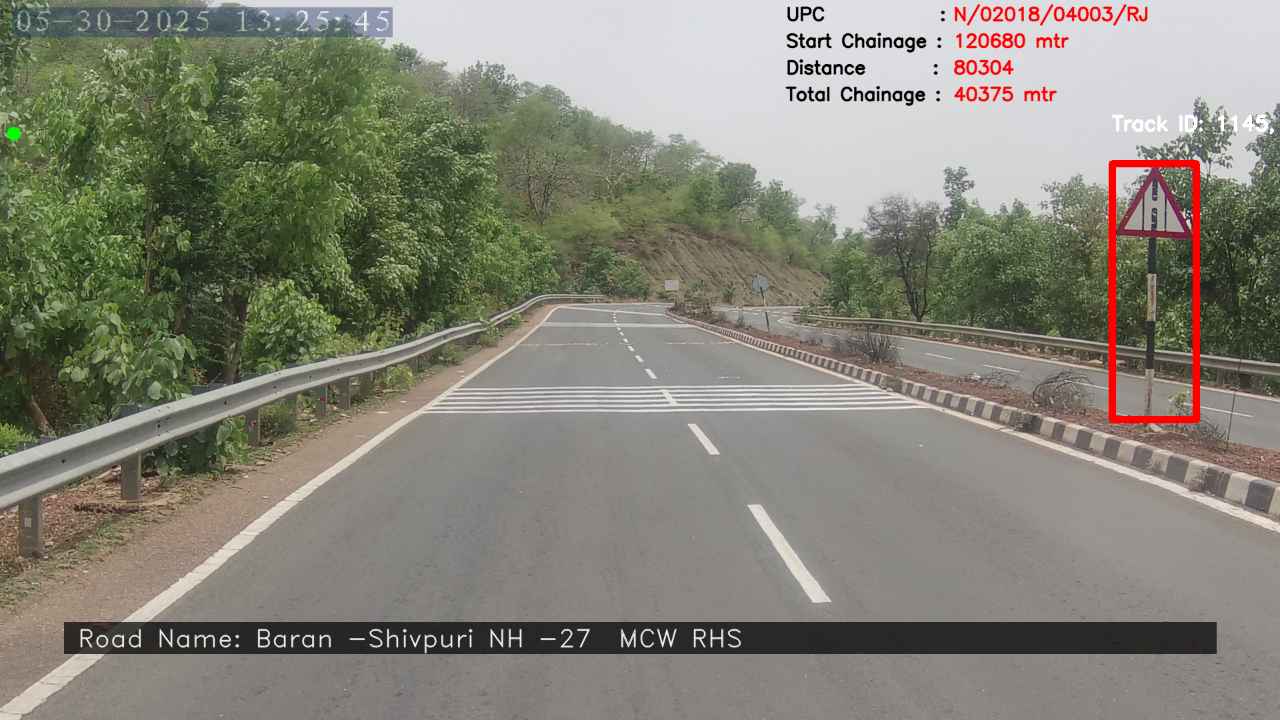 05-30-2025 13:25:45
UPC : N/02018/04003/RJ
Start Chainage : 120680 mtr
Distance : 80304
Total Chainage : 40375 mtr
Track ID: 1145,
Road Name: Baran -Shivpuri NH -27 MCW RHS